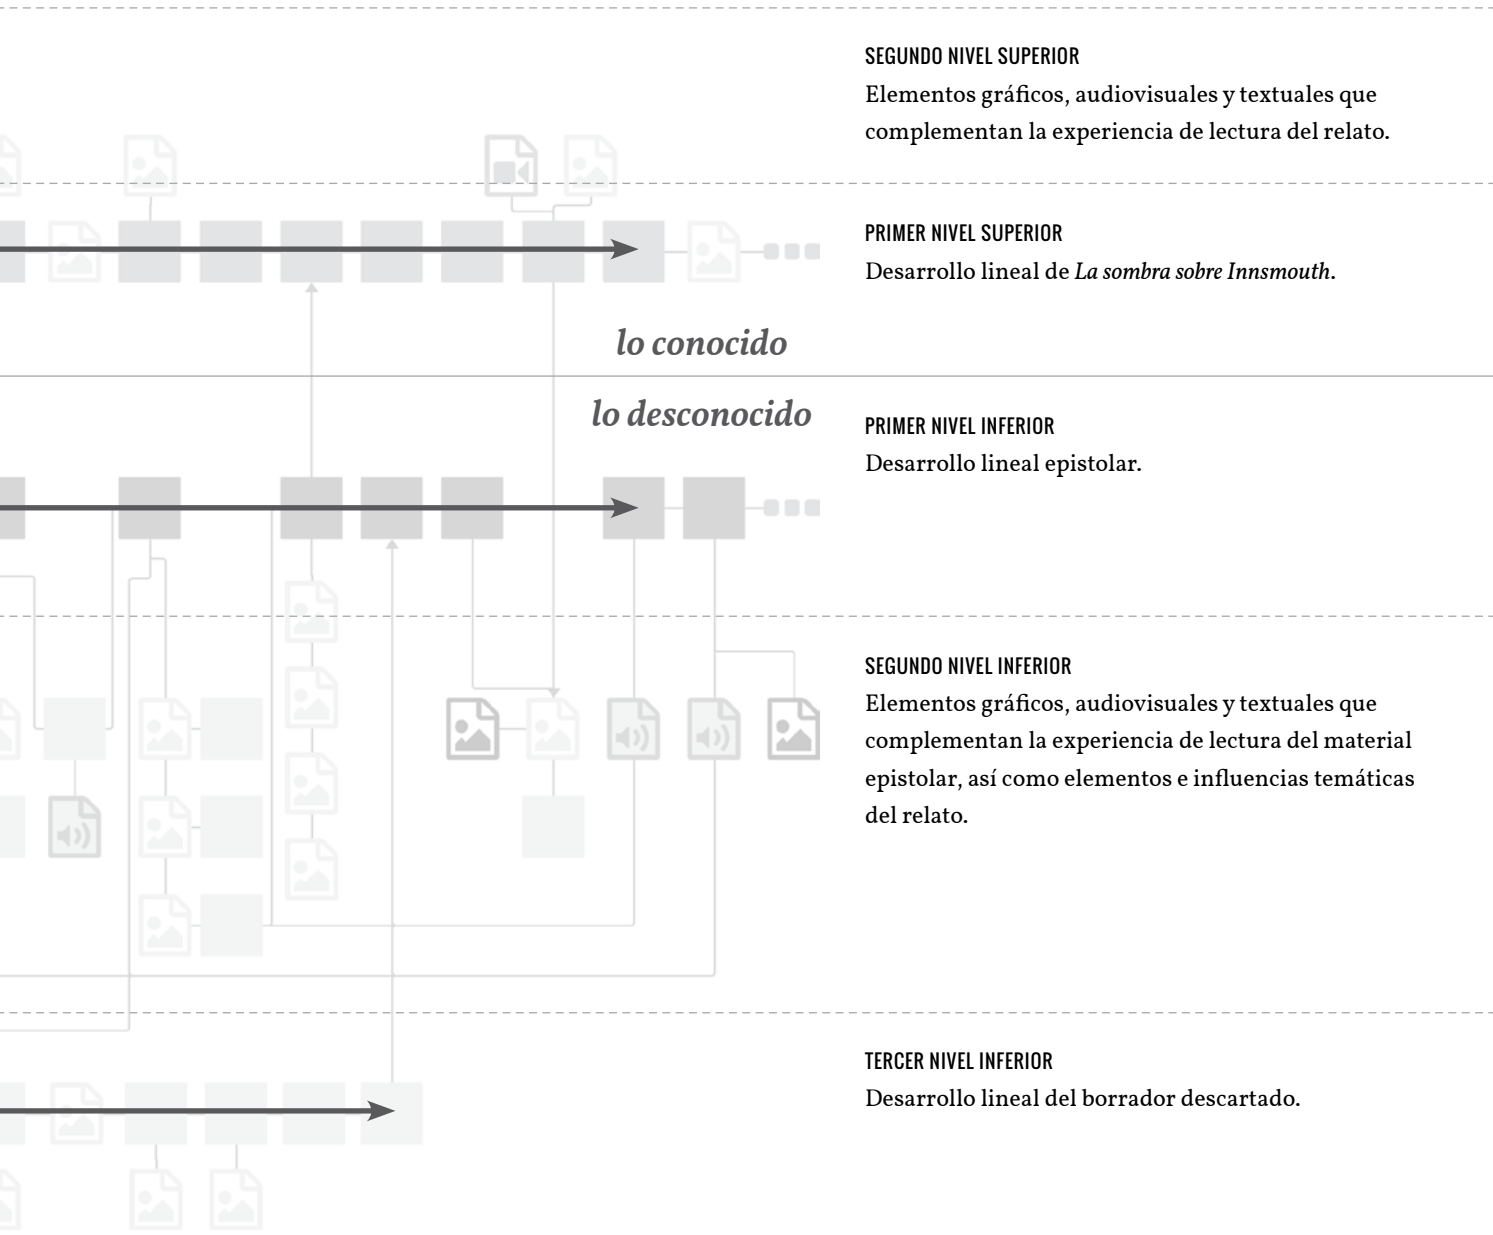 SEGUNDO NIVEL SUPERIOR
Elementos gráficos, audiovisuales y textuales que
complementan la experiencia de lectura del relato.
PRIMER NIVEL SUPERIOR
Desarrollo lineal de La sombra sobre Innsmouth.
lo conocido
lo desconocido
PRIMER NIVEL INFERIOR
Desarrollo lineal epistolar.
SEGUNDO NIVEL INFERIOR
Elementos gráficos, audiovisuales y textuales que
complementan la experiencia de lectura del material
epistolar, así como elementos e influencias temáticas
del relato.
TERCER NIVEL INFERIOR
Desarrollo lineal del borrador descartado.